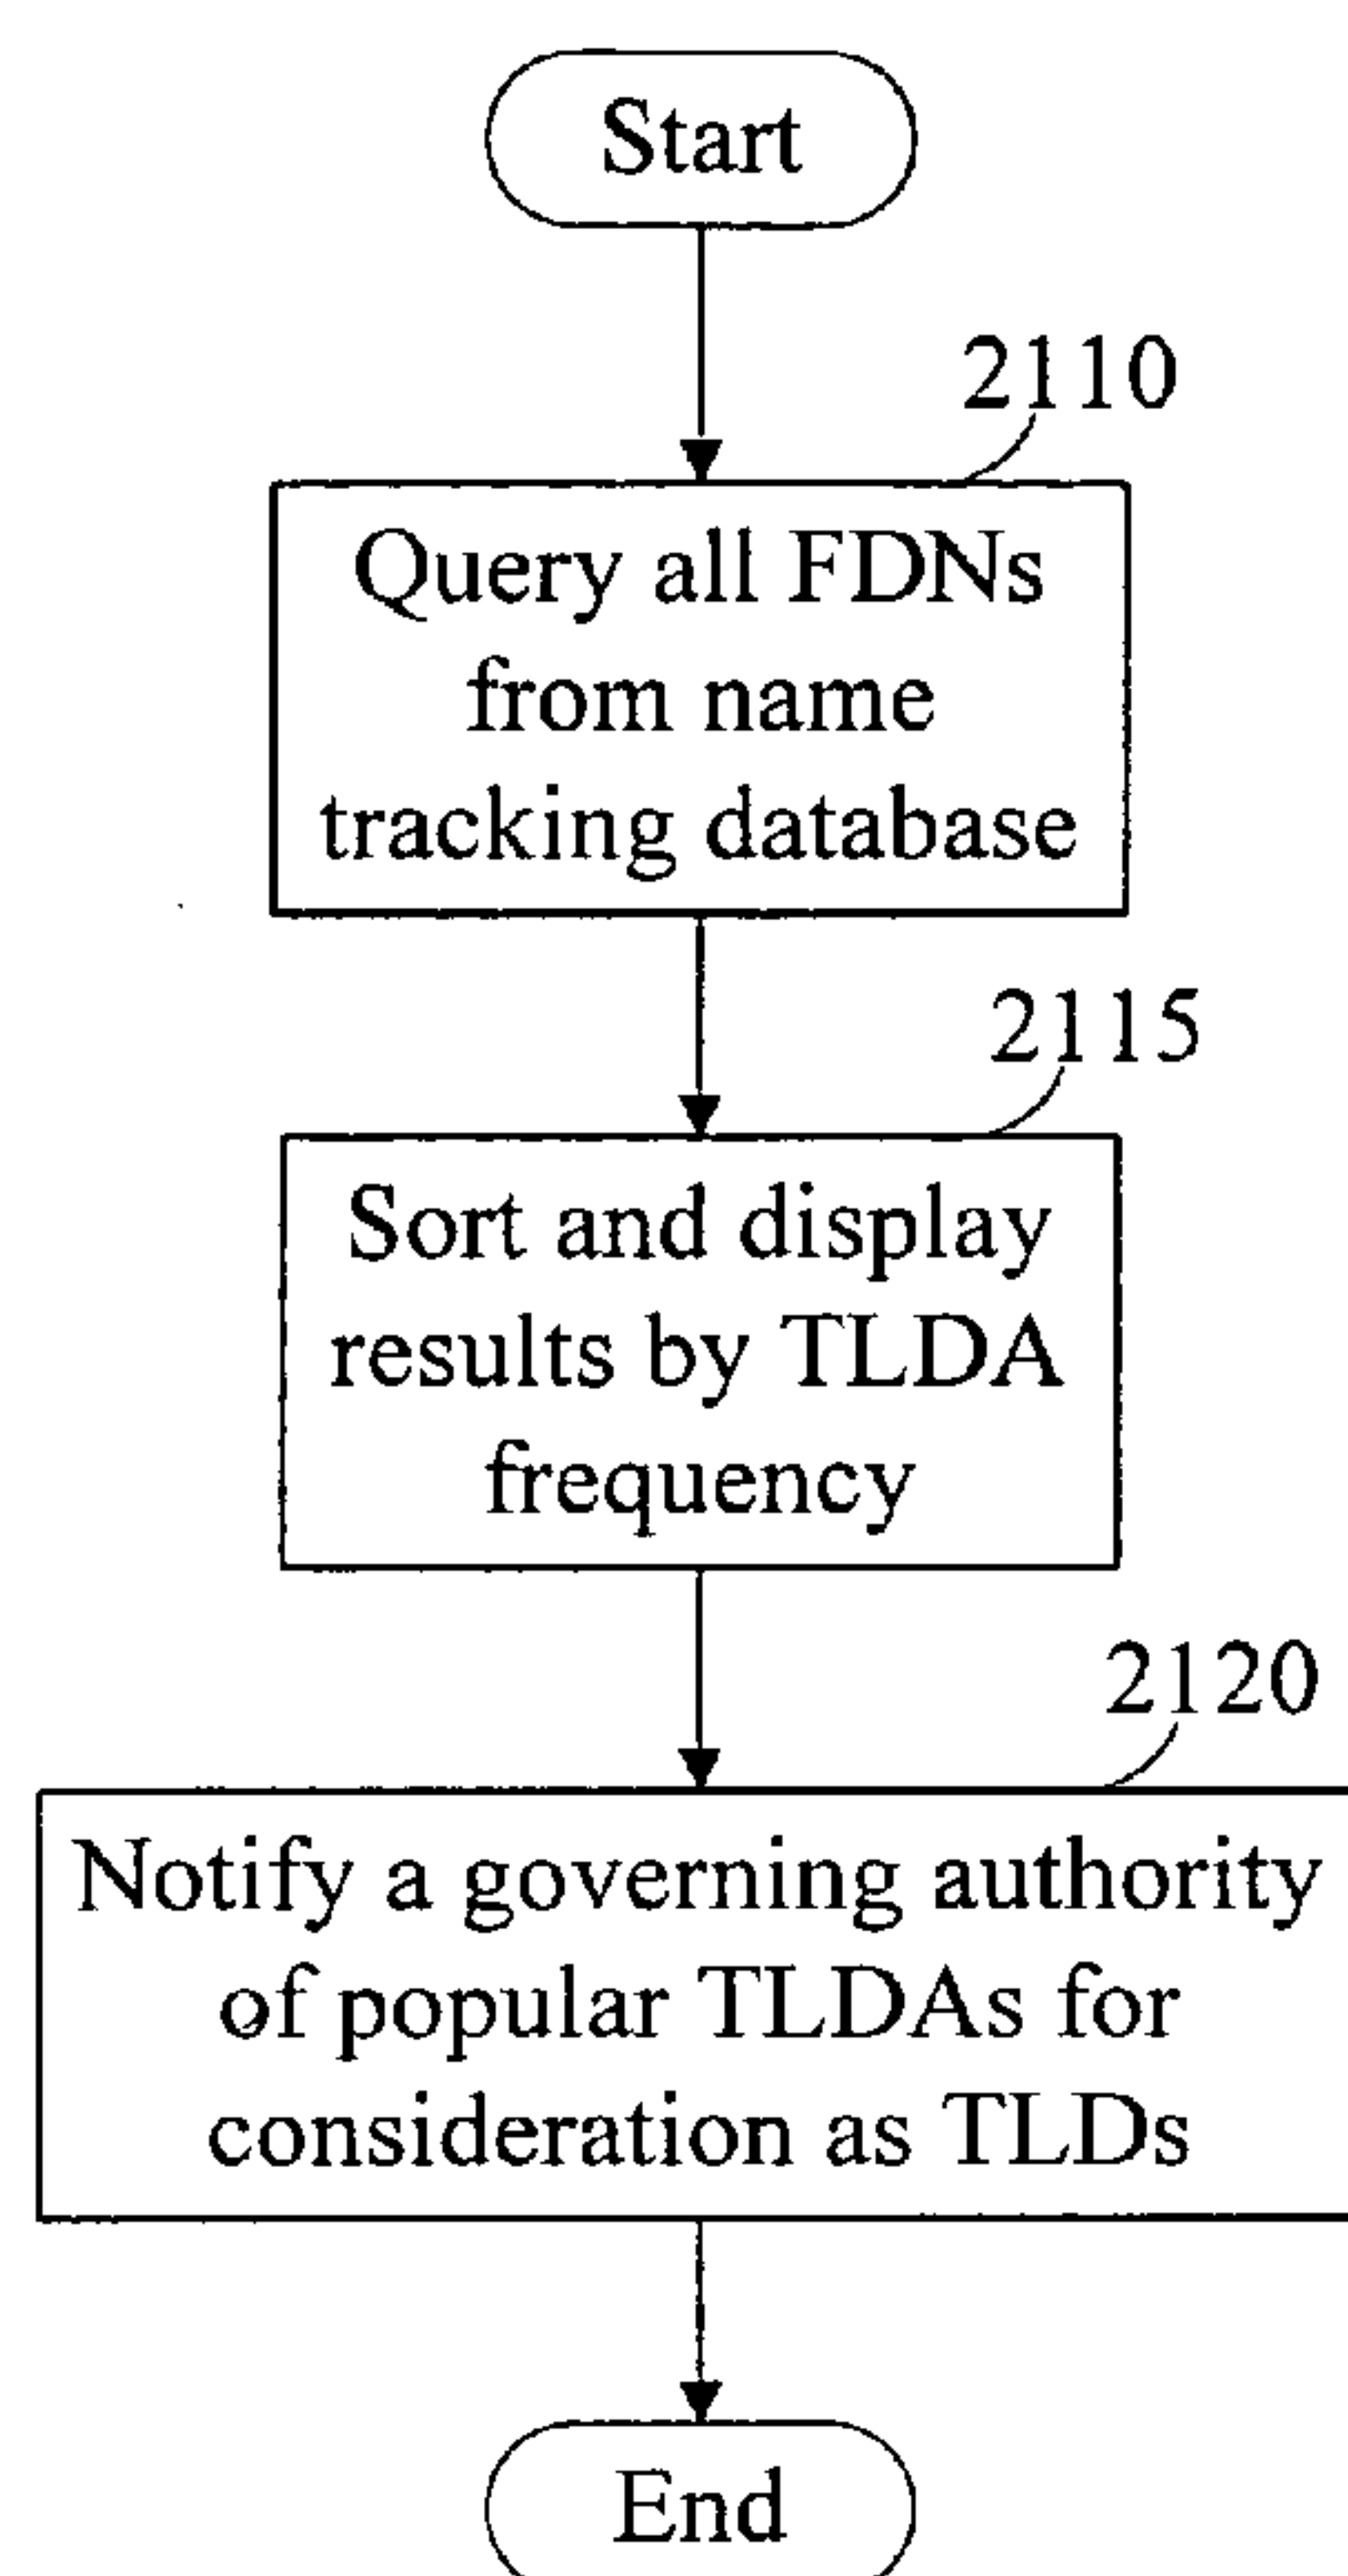 Start
2110
Query all FDNs
from name
tracking database
2115
Sort and display
results by TLDA
frequency
2120
Notify a governing authority
of popular TLDAs for
consideration as TLDs
End